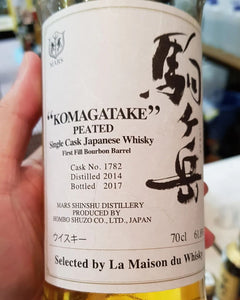 MARS
"KOMAGATAKE"
PEATED
Single Cask Japanese Whisky
First Fill Bourbon Barrel
Cask No. 1782
Distilled 2014
Bottled 2017
MARS SHINSHU DISTILLERY
PRODUCED BY
HOMBO SHUZO CO., LTD., JAPAN
ウイスキー 70cl
Selected by La Maison du Whisky
駒ヶ岳